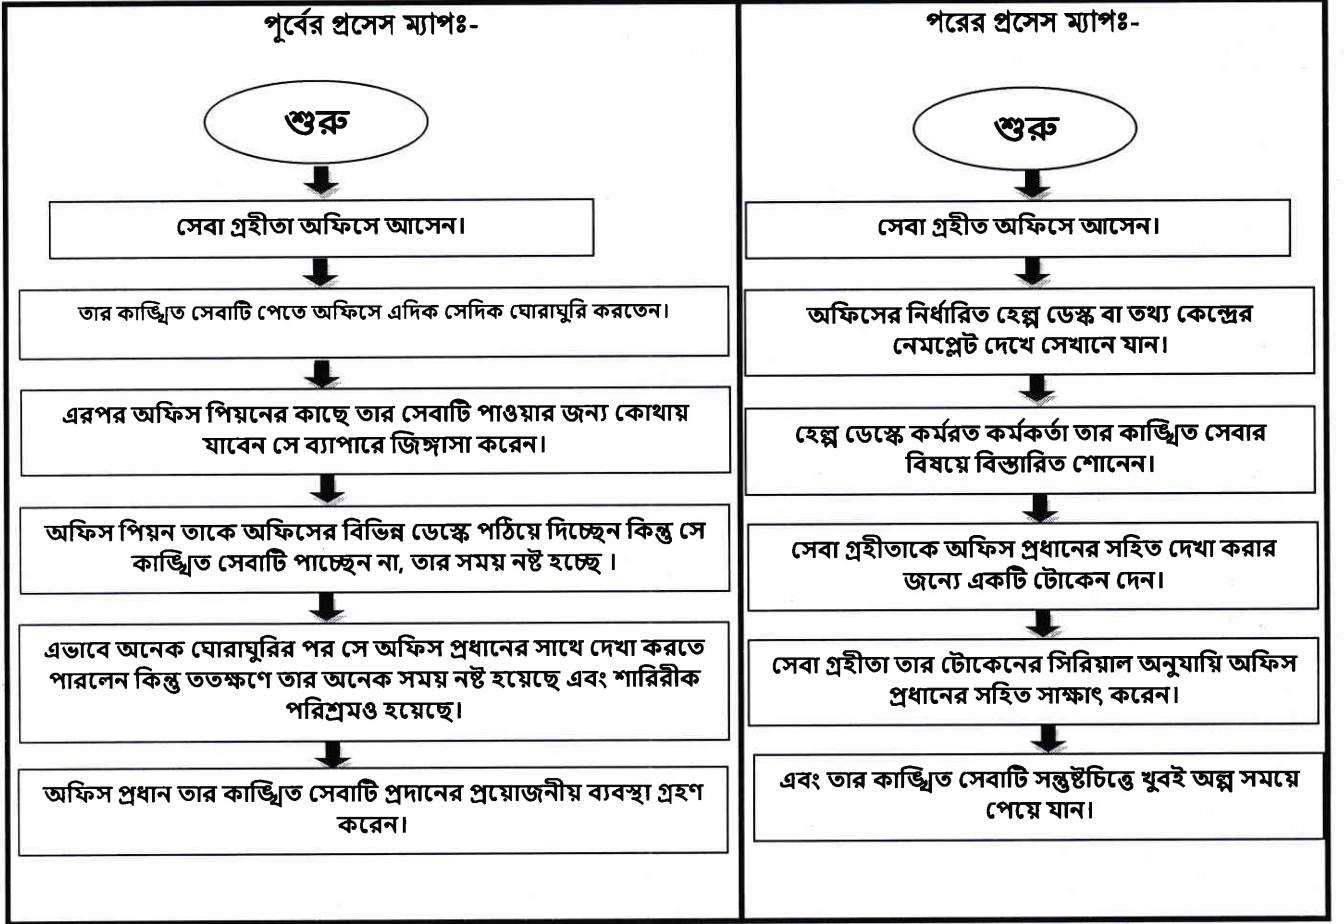 পূর্বের প্রসেস ম্যাপঃ-
শুরু
সেবা গ্রহীতা অফিসে আসেন।
তার কাঙ্খিত সেবাটি পেতে অফিসে এদিক সেদিক ঘোরাঘুরি করতেন।
এরপর অফিস পিয়নের কাছে তার সেবাটি পাওয়ার জন্য কোথায়
যাবেন সে ব্যাপারে জিঙ্গাসা করেন।
অফিস পিয়ন তাকে অফিসের বিভিন্ন ডেস্কে পঠিয়ে দিচ্ছেন কিন্তু সে
কাঙ্খিত সেবাটি পাচ্ছেন না, তার সময় নষ্ট হচ্ছে ।
এভাবে অনেক ঘোরাঘুরির পর সে অফিস প্রধানের সাথে দেখা করতে
পারলেন কিন্তু ততক্ষণে তার অনেক সময় নষ্ট হয়েছে এবং শারিরীক
পরিশ্রমও হয়েছে।
অফিস প্রধান তার কাঙ্খিত সেবাটি প্রদানের প্রয়োজনীয় ব্যবস্থা গ্রহণ
করেন।
পরের প্রসেস ম্যাপঃ-
শুরু
সেবা গ্রহীত অফিসে আসেন।
অফিসের নির্ধারিত হেল্প ডেস্ক বা তথ্য কেন্দ্রের
নেমপ্লেট দেখে সেখানে যান।
হেল্প ডেস্কে কর্মরত কর্মকর্তা তার কাঙ্খিত সেবার
বিষয়ে বিস্তারিত শোনেন।
সেবা গ্রহীতাকে অফিস প্রধানের সহিত দেখা করার
জন্যে একটি টোকেন দেন।
সেবা গ্রহীতা তার টোকেনের সিরিয়াল অনুযায়ি অফিস
প্রধানের সহিত সাক্ষাৎ করেন।
এবং তার কাঙ্খিত সেবাটি সন্তুষ্টচিত্তে খুবই অল্প সময়ে
পেয়ে যান।